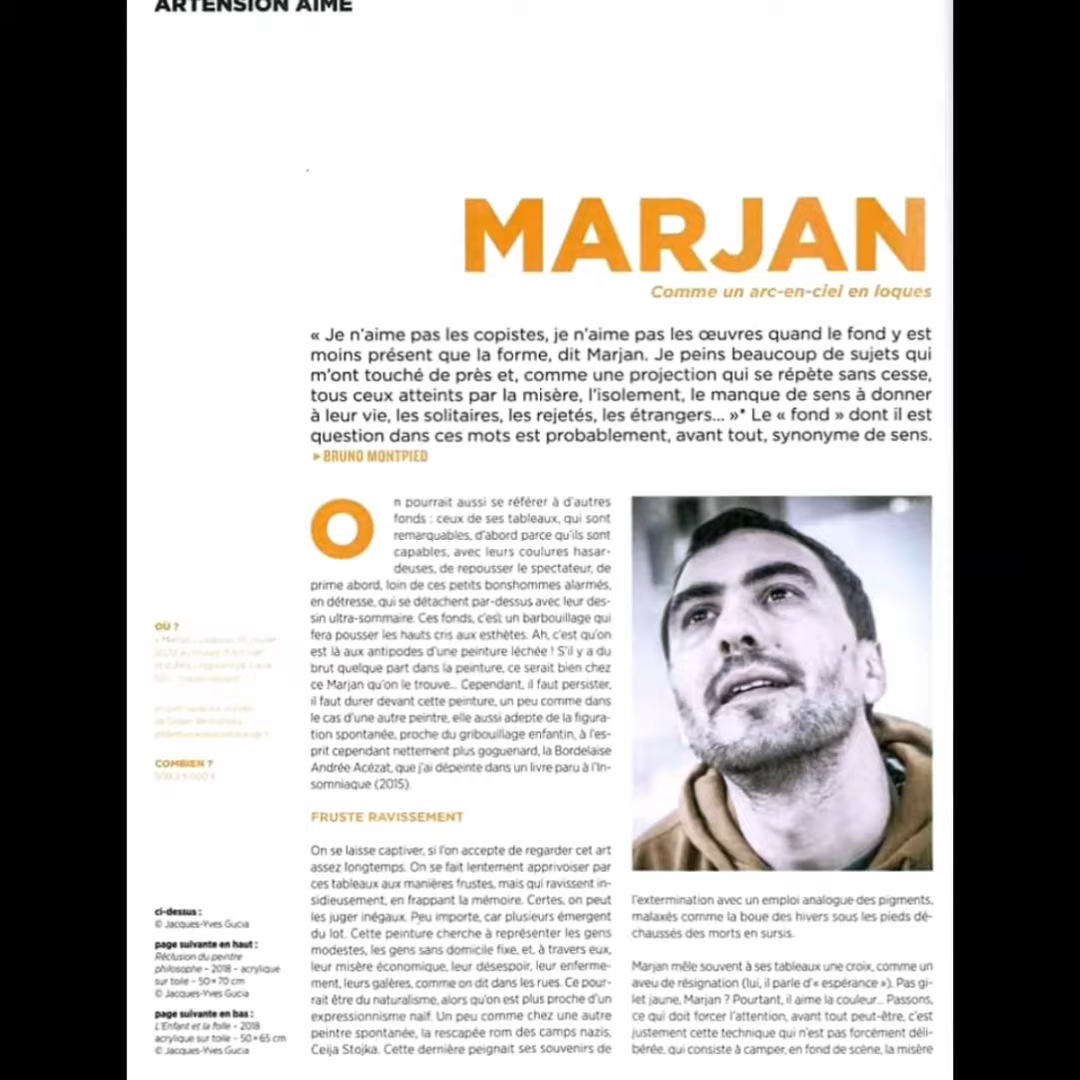 ARTENSION AIME
MARJAN
Comme un arc-en-ciel en loques
« Je n'aime pas les copistes, je n'aime pas les œuvres quand le fond y est
moins présent que la forme, dit Marjan. Je peins beaucoup de sujets qui
m'ont touché de près et, comme une projection qui se répète sans cesse,
tous ceux atteints par la misère, l'isolement, le manque de sens à donner
à leur vie, les solitaires, les rejetés, les étrangers... »* Le « fond » dont il est
question dans ces mots est probablement, avant tout, synonyme de sens.
▸BRUNO MONTPIED
On pourrait aussi se référer à d'autres
fonds : ceux de ses tableaux, qui sont
remarquables, d'abord parce qu'ils sont
capables, avec leurs coulures hasar-
deuses, de repousser le spectateur, de
prime abord, loin de ces petits bonshommes alarmés,
en détresse, qui se détachent par-dessus avec leur des-
sin ultra-sommaire. Ces fonds, c'est un barbouillage qui
fera pousser les hauts cris aux esthètes. Ah, c'est qu'on
est là aux antipodes d'une peinture léchée ! S'il y a du
brut quelque part dans la peinture, ce serait bien chez
ce Marjan qu'on le trouve... Cependant, il faut persister,
il faut durer devant cette peinture, un peu comme dans
le cas d'une autre peintre, elle aussi adepte de la figura-
tion spontanée, proche du gribouillage enfantin, à l'es-
prit cependant nettement plus goguenard, la Bordelaise
Andrée Acézat, que j'ai dépeinte dans un livre paru à l'In-
somniaque (2015).
FRUSTE RAVISSEMENT
On se laisse captiver, si l'on accepte de regarder cet art
assez longtemps. On se fait lentement apprivoiser par
ces tableaux aux manières frustes, mais qui ravissent in-
sidieusement, en frappant la mémoire. Certes, on peut
les juger inégaux. Peu importe, car plusieurs émergent
du lot. Cette peinture cherche à représenter les gens
modestes, les gens sans domicile fixe, et, à travers eux,
leur misère économique, leur désespoir, leur enferme-
ment, leurs galères, comme on dit dans les rues. Ce pour-
rait être du naturalisme, alors qu'on est plus proche d'un
expressionnisme naïf. Un peu comme chez une autre
peintre spontanée, la rescapée rom des camps nazis,
Ceija Stojka. Cette dernière peignait ses souvenirs de
l'extermination avec un emploi analogue des pigments,
malaxés comme la boue des hivers sous les pieds dé-
chaussés des morts en sursis.
Marjan mêle souvent à ses tableaux une croix, comme un
aveu de résignation (lui, il parle d'« espérance »). Pas gi-
let jaune, Marjan ? Pourtant, il aime la couleur... Passons,
ce qui doit forcer l'attention, avant tout peut-être, c'est
justement cette technique qui n'est pas forcément déli-
bérée, qui consiste à camper, en fond de scène, la misère
OÙ ?
COMBIEN ?
ci-dessus :
© Jacques-Yves Gucia
page suivante en haut :
Réclusion du peintre
philosophe – 2018 – acrylique
sur toile – 50 × 70 cm
© Jacques-Yves Gucia
page suivante en bas :
L'Enfant et la folle – 2018
acrylique sur toile – 50 × 65 cm
© Jacques-Yves Gucia